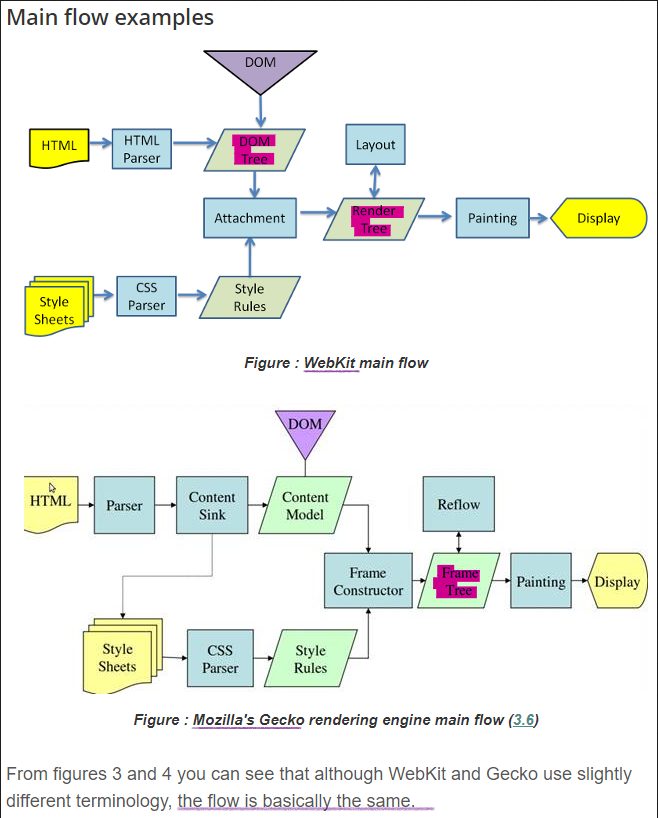 Main flow examples
DOM
HTML
HTML
Parser
DOM
Tree
Layout
Attachment
Render
Tree
Painting
Display
Style
Sheets
CSS
Parser
Style
Rules
Figure : WebKit main flow
DOM
HTML
Parser
Content
Sink
Content
Model
Reflow
Frame
Constructor
Frame
Tree
Painting
Display
Style
Sheets
CSS
Parser
Style
Rules
Figure : Mozilla's Gecko rendering engine main flow (3.6)
From figures 3 and 4 you can see that although WebKit and Gecko use slightly
different terminology, the flow is basically the same.